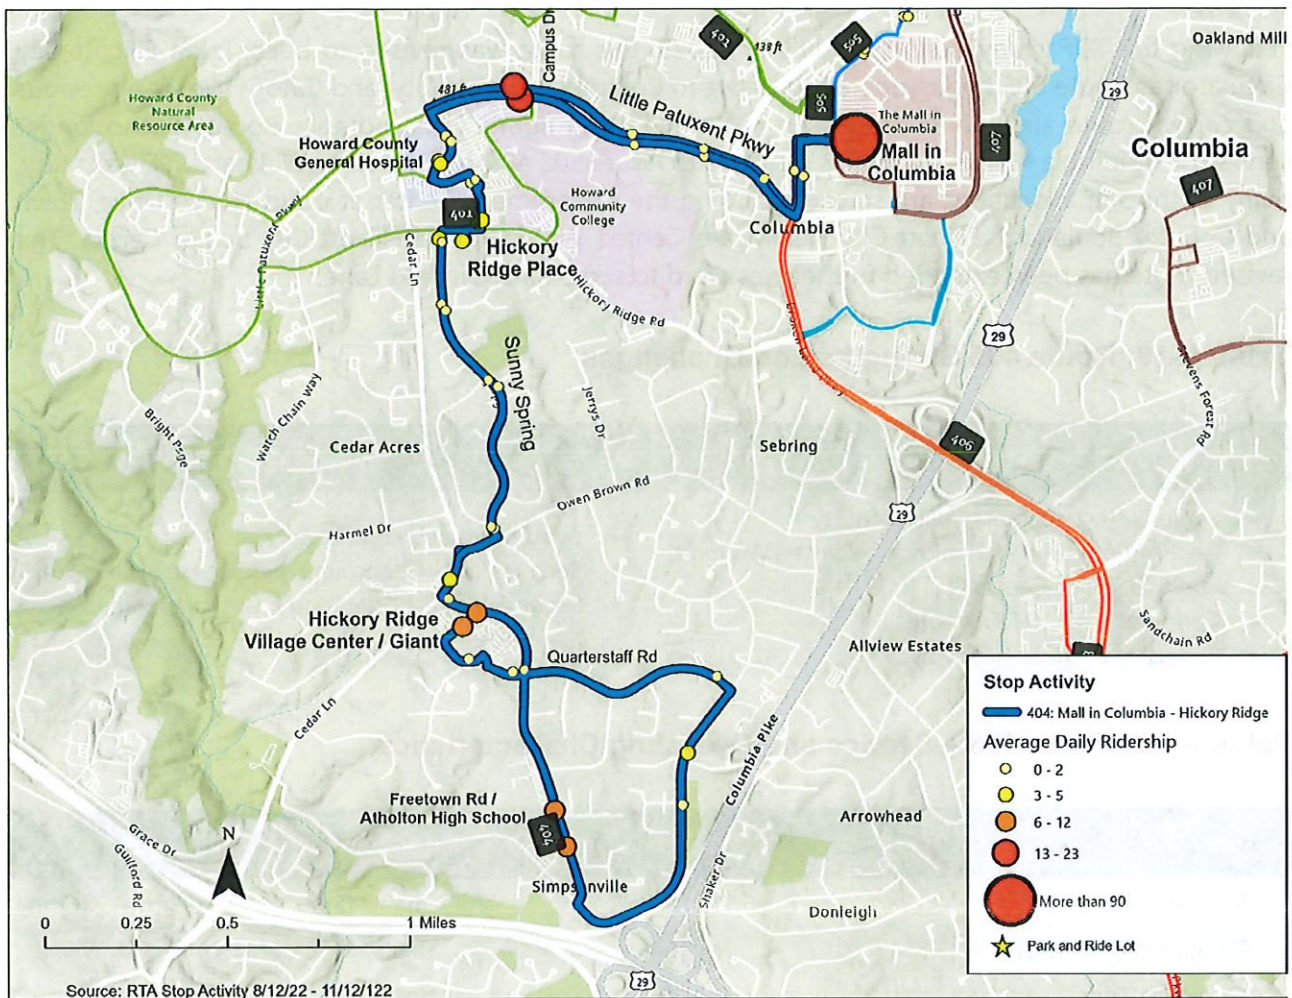 Campus Dr
402
438 ft
505
Oakland Mill
29
481 ft
Little Patuxent Pkwy
505
The Mall in
Columbia
Mall in
Columbia
407
Columbia
407
Howard County
Natural
Resource Area
Howard County
General Hospital
Howard
Community
College
401
Columbia
Little Patuxent Pkwy
Cedar Ln
Hickory
Ridge Place
Hickory Ridge Rd
Broken Land Pkwy
29
Stevens Forest Rd
Sunny Spring
Jerrys Dr
Bright Psge
Watch Chain Way
Cedar Acres
Sebring
406
Owen Brown Rd
29
Harmel Dr
Hickory Ridge
Village Center / Giant
Quarterstaff Rd
Allview Estates
Sandchain Rd
Cedar Ln
Columbia Pike
Freetown Rd /
Atholton High School
404
Arrowhead
Grace Dr
Guilford Rd
N
Simpsonville
Shaker Dr
Donleigh
0 0.25 0.5 1 Miles
29
Source: RTA Stop Activity 8/12/22 - 11/12/122
Stop Activity
404: Mall in Columbia - Hickory Ridge
Average Daily Ridership
0 - 2
3 - 5
6 - 12
13 - 23
More than 90
Park and Ride Lot